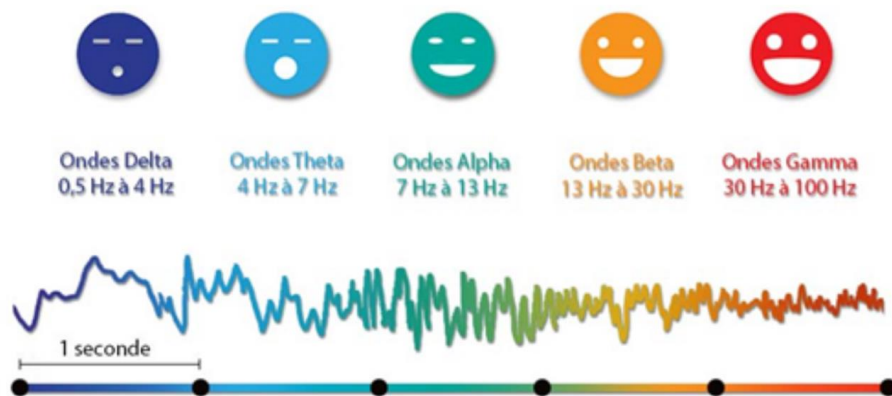 Ondes Delta
0,5 Hz à 4 Hz
Ondes Theta
4 Hz à 7 Hz
Ondes Alpha
7 Hz à 13 Hz
Ondes Beta
13 Hz à 30 Hz
Ondes Gamma
30 Hz à 100 Hz
1 seconde